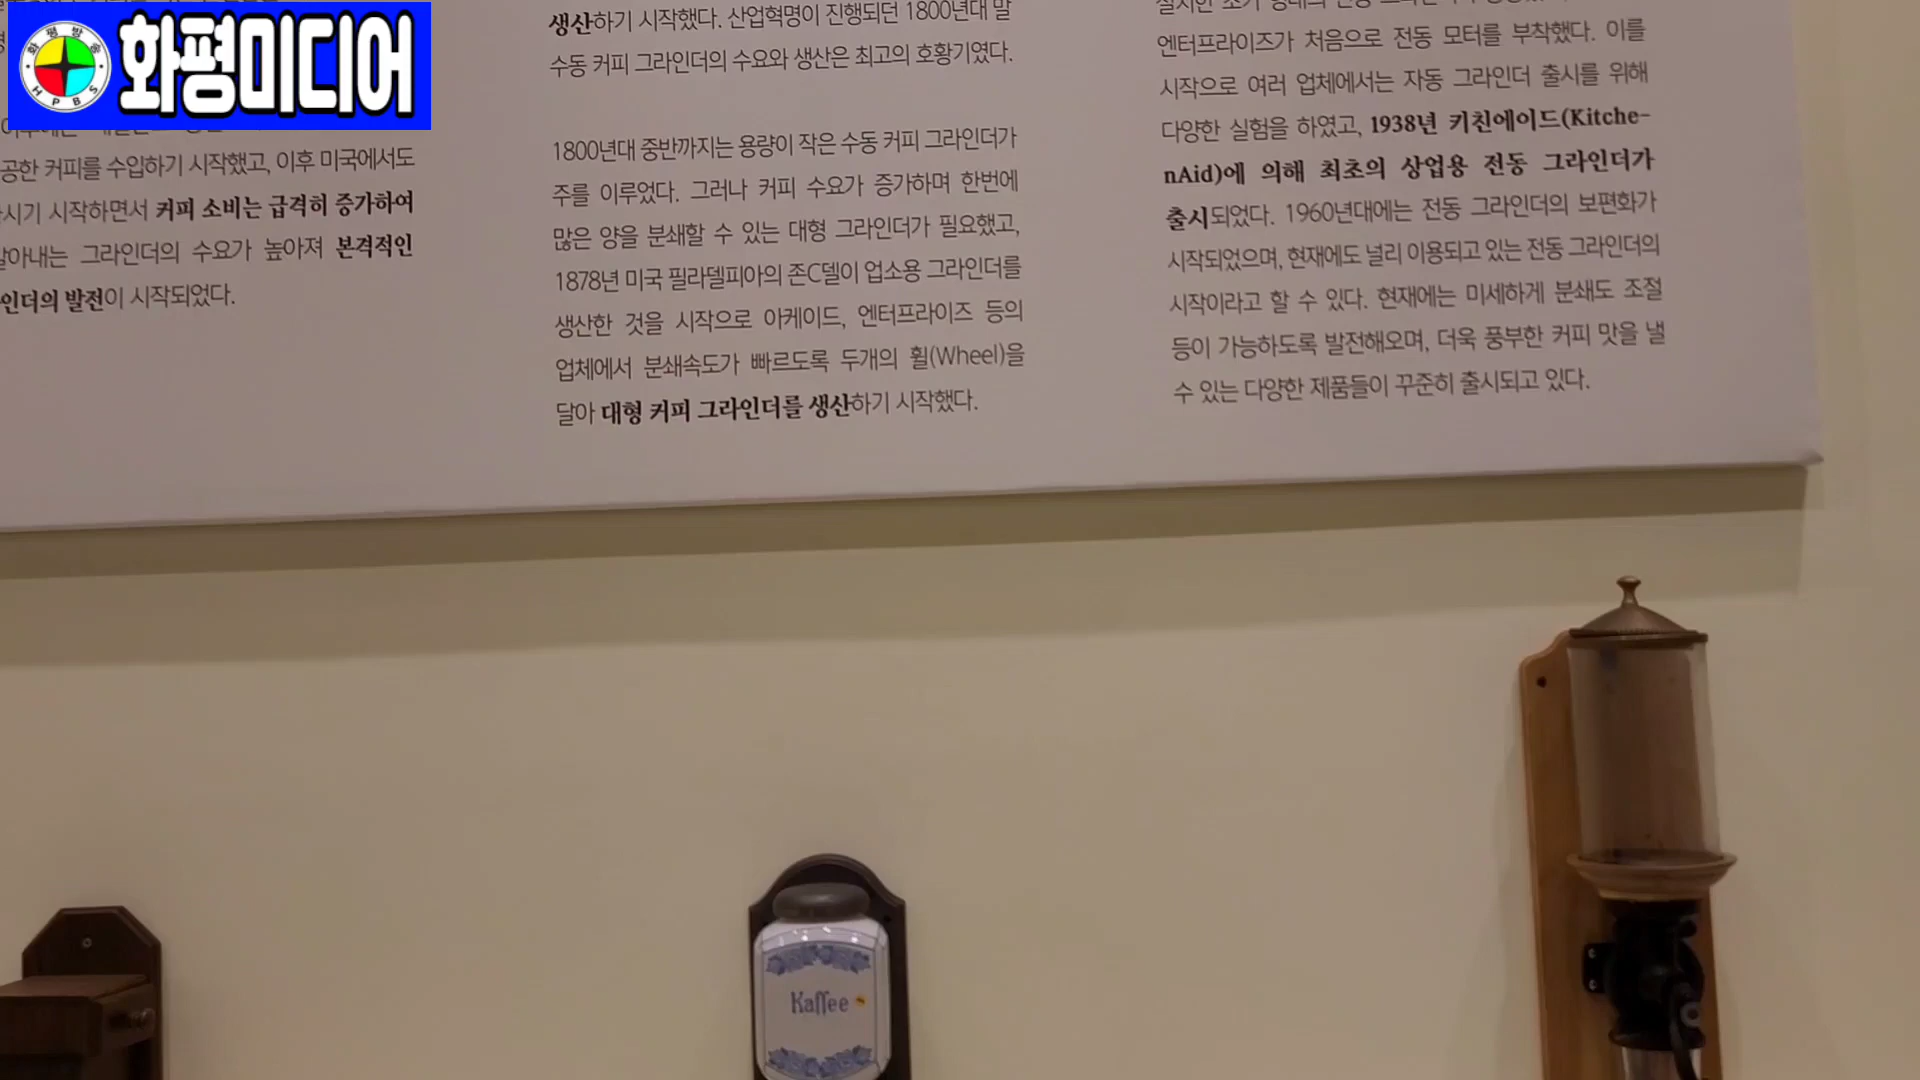 화평방송
HPBS
화평미디어
공한 커피를 수입하기 시작했고, 이후 미국에서도
시기 시작하면서 커피 소비는 급격히 증가하여
갈아내는 그라인더의 수요가 높아져 본격적인
인더의 발전이 시작되었다.
생산하기 시작했다. 산업혁명이 진행되던 1800년대 말
수동 커피 그라인더의 수요와 생산은 최고의 호황기였다.
1800년대 중반까지는 용량이 작은 수동 커피 그라인더가
주를 이루었다. 그러나 커피 수요가 증가하며 한번에
많은 양을 분쇄할 수 있는 대형 그라인더가 필요했고,
1878년 미국 필라델피아의 존C델이 업소용 그라인더를
생산한 것을 시작으로 아케이드, 엔터프라이즈 등의
업체에서 분쇄속도가 빠르도록 두개의 휠(Wheel)을
달아 대형 커피 그라인더를 생산하기 시작했다.
엔터프라이즈가 처음으로 전동 모터를 부착했다. 이를
시작으로 여러 업체에서는 자동 그라인더 출시를 위해
다양한 실험을 하였고, 1938년 키친에이드(Kitche-
nAid)에 의해 최초의 상업용 전동 그라인더가
출시되었다. 1960년대에는 전동 그라인더의 보편화가
시작되었으며, 현재에도 널리 이용되고 있는 전동 그라인더의
시작이라고 할 수 있다. 현재에는 미세하게 분쇄도 조절
등이 가능하도록 발전해오며, 더욱 풍부한 커피 맛을 낼
수 있는 다양한 제품들이 꾸준히 출시되고 있다.
Kaffee